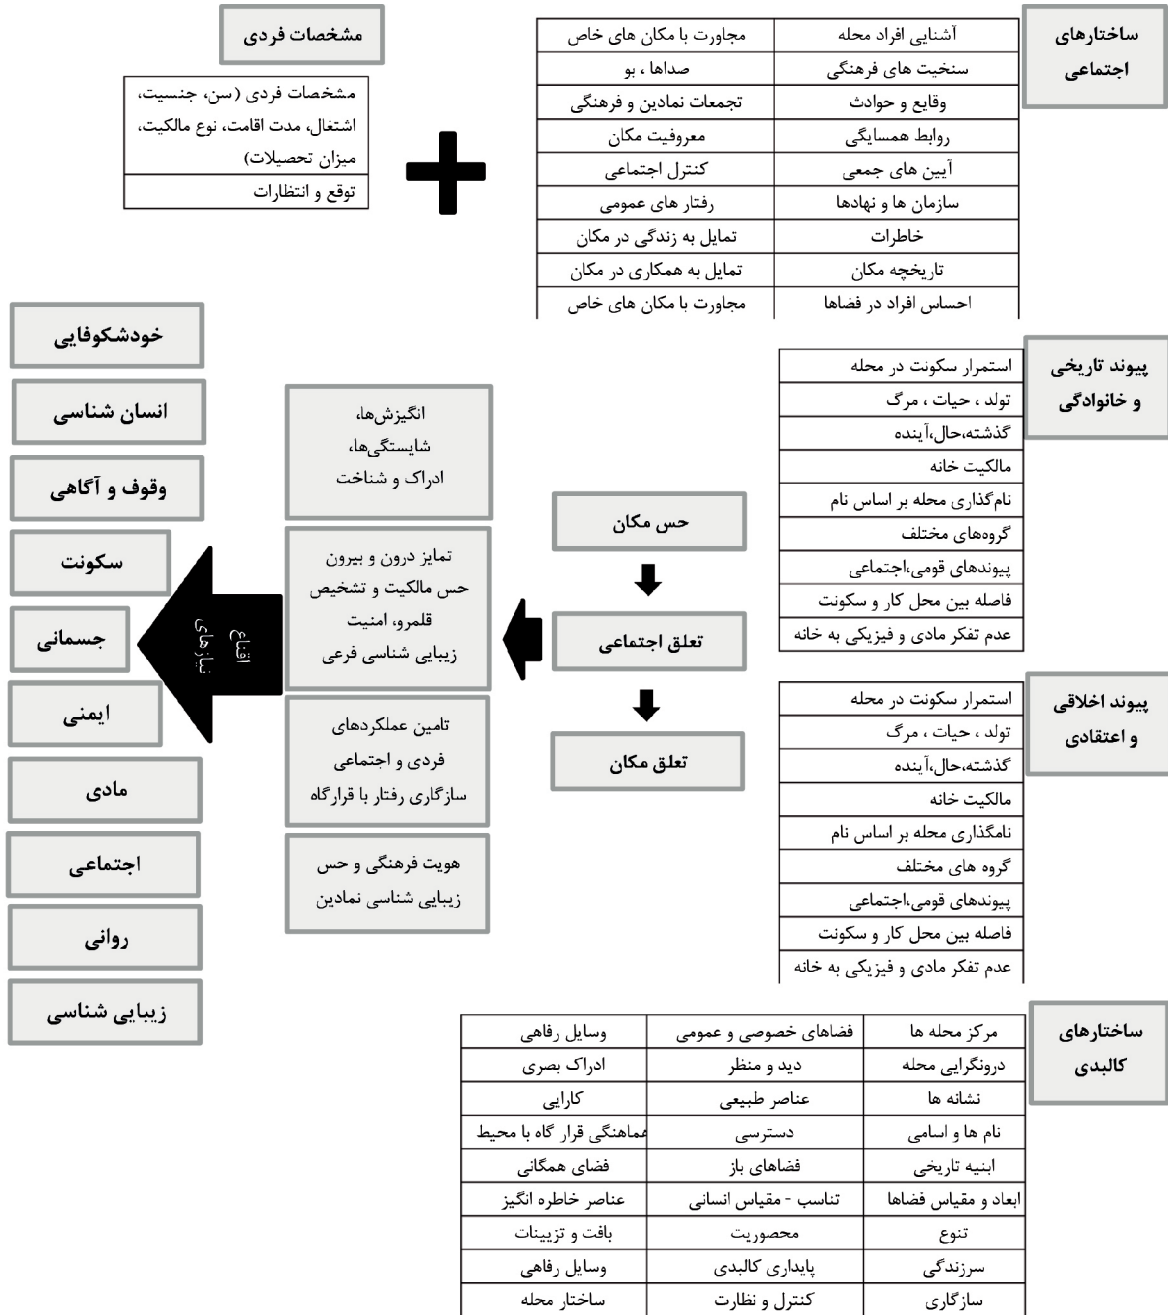 ساختارهای
اجتماعی
آشنایی افراد محله	مجاورت با مکان های خاص
سنخیت های فرهنگی	صداها ، بو
وقایع و حوادث	تجمعات نمادین و فرهنگی
روابط همسایگی	معروفیت مکان
آیین های جمعی	کنترل اجتماعی
سازمان ها و نهادها	رفتار های عمومی
خاطرات	تمایل به زندگی در مکان
تاریخچه مکان	تمایل به همکاری در مکان
احساس افراد در فضاها	مجاورت با مکان های خاص
مشخصات فردی
مشخصات فردی (سن، جنسیت،
اشتغال، مدت اقامت، نوع مالکیت،
میزان تحصیلات)
توقع و انتظارات
پیوند تاریخی
و خانوادگی
استمرار سکونت در محله
تولد ، حیات ، مرگ
گذشته،حال،آینده
مالکیت خانه
نام‌گذاری محله بر اساس نام
گروه‌های مختلف
پیوندهای قومی،اجتماعی
فاصله بین محل کار و سکونت
عدم تفکر مادی و فیزیکی به خانه
پیوند اخلاقی
و اعتقادی
استمرار سکونت در محله
تولد ، حیات ، مرگ
گذشته،حال،آینده
مالکیت خانه
نامگذاری محله بر اساس نام
گروه های مختلف
پیوندهای قومی،اجتماعی
فاصله بین محل کار و سکونت
عدم تفکر مادی و فیزیکی به خانه
ساختارهای
کالبدی
مرکز محله ها	فضاهای خصوصی و عمومی	وسایل رفاهی
درونگرایی محله	دید و منظر	ادراک بصری
نشانه ها	عناصر طبیعی	کارایی
نام ها و اسامی	دسترسی	هماهنگی قرار گاه با محیط
ابنیه تاریخی	فضاهای باز	فضای همگانی
ابعاد و مقیاس فضاها	تناسب - مقیاس انسانی	عناصر خاطره انگیز
تنوع	محصوریت	بافت و تزیینات
سرزندگی	پایداری کالبدی	وسایل رفاهی
سازگاری	کنترل و نظارت	ساختار محله
حس مکان
تعلق اجتماعی
تعلق مکان
انگیزش‌ها،
شایستگی‌ها،
ادراک و شناخت
تمایز درون و بیرون
حس مالکیت و تشخیص
قلمرو، امنیت
زیبایی شناسی فرعی
تامین عملکردهای
فردی و اجتماعی
سازگاری رفتار با قرارگاه
هویت فرهنگی و حس
زیبایی شناسی نمادین
اقناع
نیازهای
خودشکوفایی
انسان شناسی
وقوف و آگاهی
سکونت
جسمانی
ایمنی
مادی
اجتماعی
روانی
زیبایی شناسی